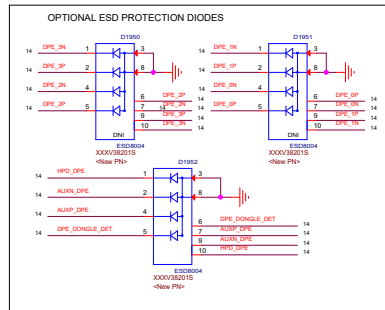 OPTIONAL ESD PROTECTION DIODES
D1950
14 DPE_3N 1 3
14 DPE_3P 2 8
14 DPE_2N 4
14 DPE_2P 5
6 DPE_2P 14
7 DPE_2N 14
9 DPE_3P 14
10 DPE_3N 14
DNI
ESD8004
XXXV38201S
<New PN>
D1951
14 DPE_1N 1 3
14 DPE_1P 2 8
14 DPE_0N 4
14 DPE_0P 5
6 DPE_0P 14
7 DPE_0N 14
9 DPE_1P 14
10 DPE_1N 14
DNI
ESD8004
XXXV38201S
<New PN>
D1952
14 HPD_DPE 1 3
14 AUXN_DPE 2 8
14 AUXP_DPE 4
14 DPE_DONGLE_DET 5
6 DPE_DONGLE_DET 14
7 AUXP_DPE 14
9 AUXN_DPE 14
10 HPD_DPE 14
ESD8004
XXXV38201S
<New PN>